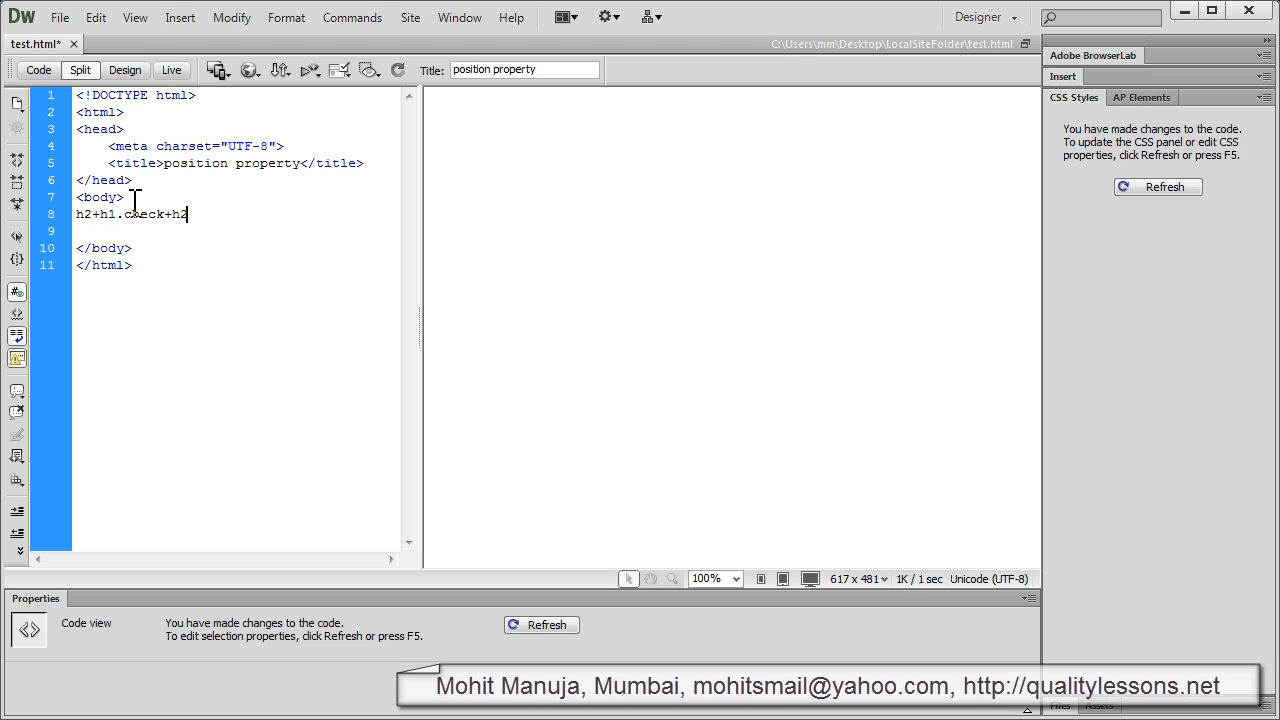 Dw File Edit View Insert Modify Format Commands Site Window Help Designer
test.html* C:\Users\mm\Desktop\LocalSiteFolder\test.html
Code Split Design Live Title: position property
1 <!DOCTYPE html>
2 <html>
3 <head>
4 <meta charset="UTF-8">
5 <title>position property</title>
6 </head>
7 <body>
8 h2+h1.check+h2
9
10 </body>
11 </html>
Adobe BrowserLab
Insert
CSS Styles AP Elements
You have made changes to the code.
To update the CSS panel or edit CSS
properties, click Refresh or press F5.
Refresh
100% 617 x 481 1K / 1 sec Unicode (UTF-8)
Properties
Code view You have made changes to the code.
To edit selection properties, click Refresh or press F5.
Refresh
Mohit Manuja, Mumbai, mohitsmail@yahoo.com, http://qualitylessons.net
Files Assets